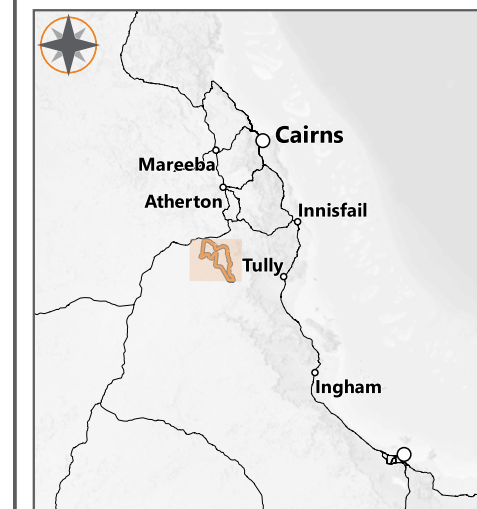 Cairns
Mareeba
Atherton
Innisfail
Tully
Ingham